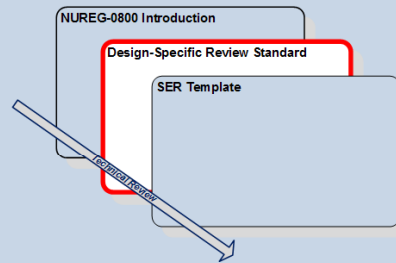 NUREG-0800 Introduction
Design-Specific Review Standard
SER Template
Technical Review